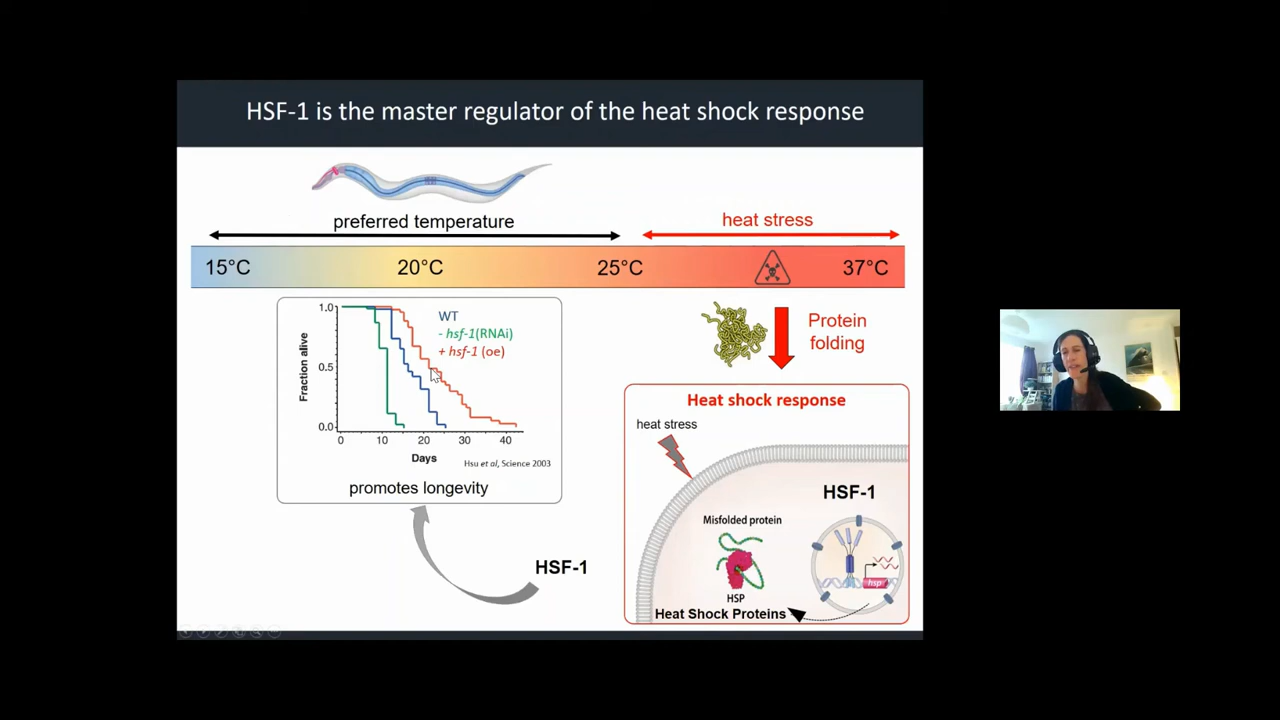 HSF-1 is the master regulator of the heat shock response
preferred temperature
heat stress
15°C
20°C
25°C
37°C
Fraction alive
1.0
0.5
0.0
0
10
20
30
40
Days
WT
- hsf-1(RNAi)
+ hsf-1 (oe)
Hsu et al, Science 2003
promotes longevity
HSF-1
Protein
folding
Heat shock response
heat stress
HSF-1
Misfolded protein
hsp
HSP
Heat Shock Proteins